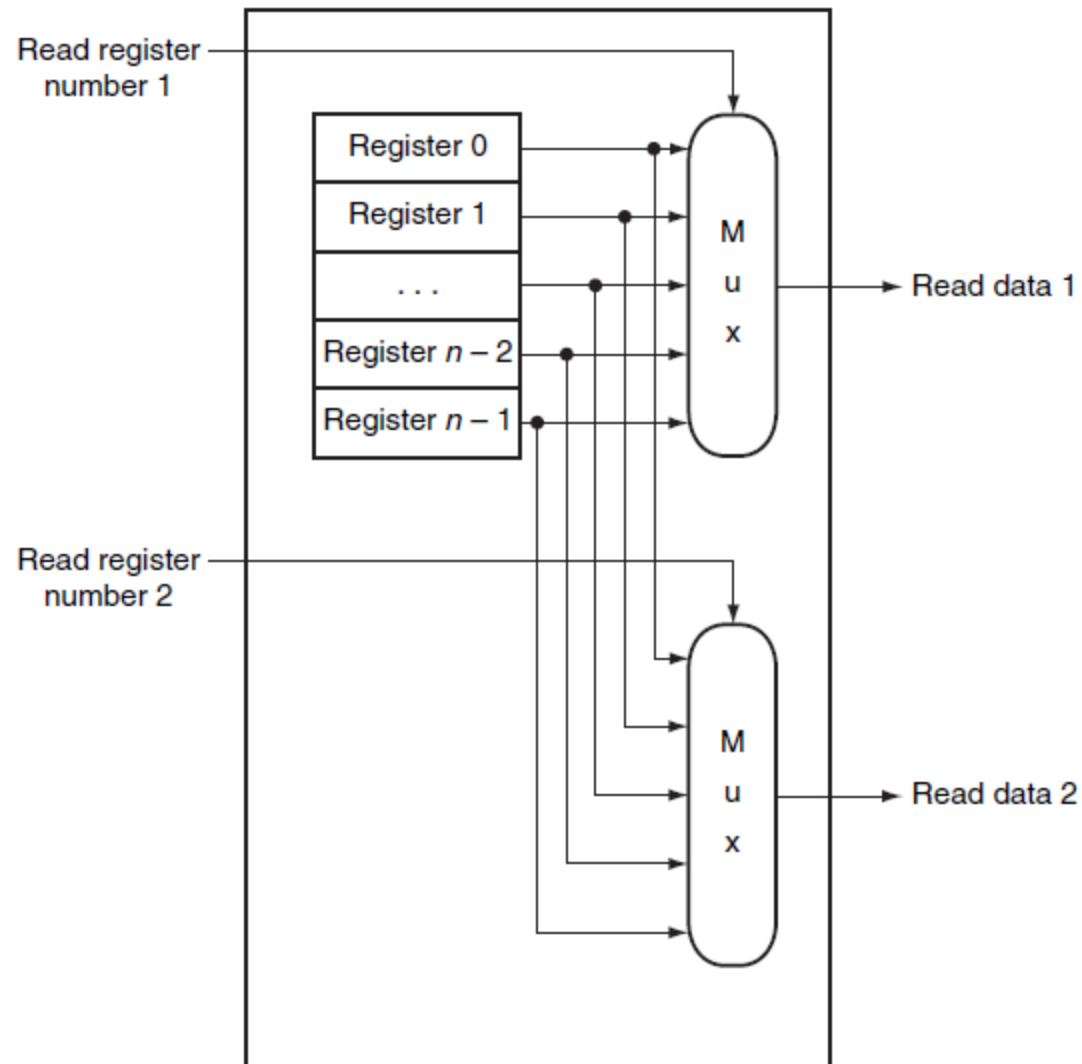 Read register
number 1
Register 0
Register 1
. . .
Register n – 2
Register n – 1
M
u
x
Read data 1
Read register
number 2
M
u
x
Read data 2